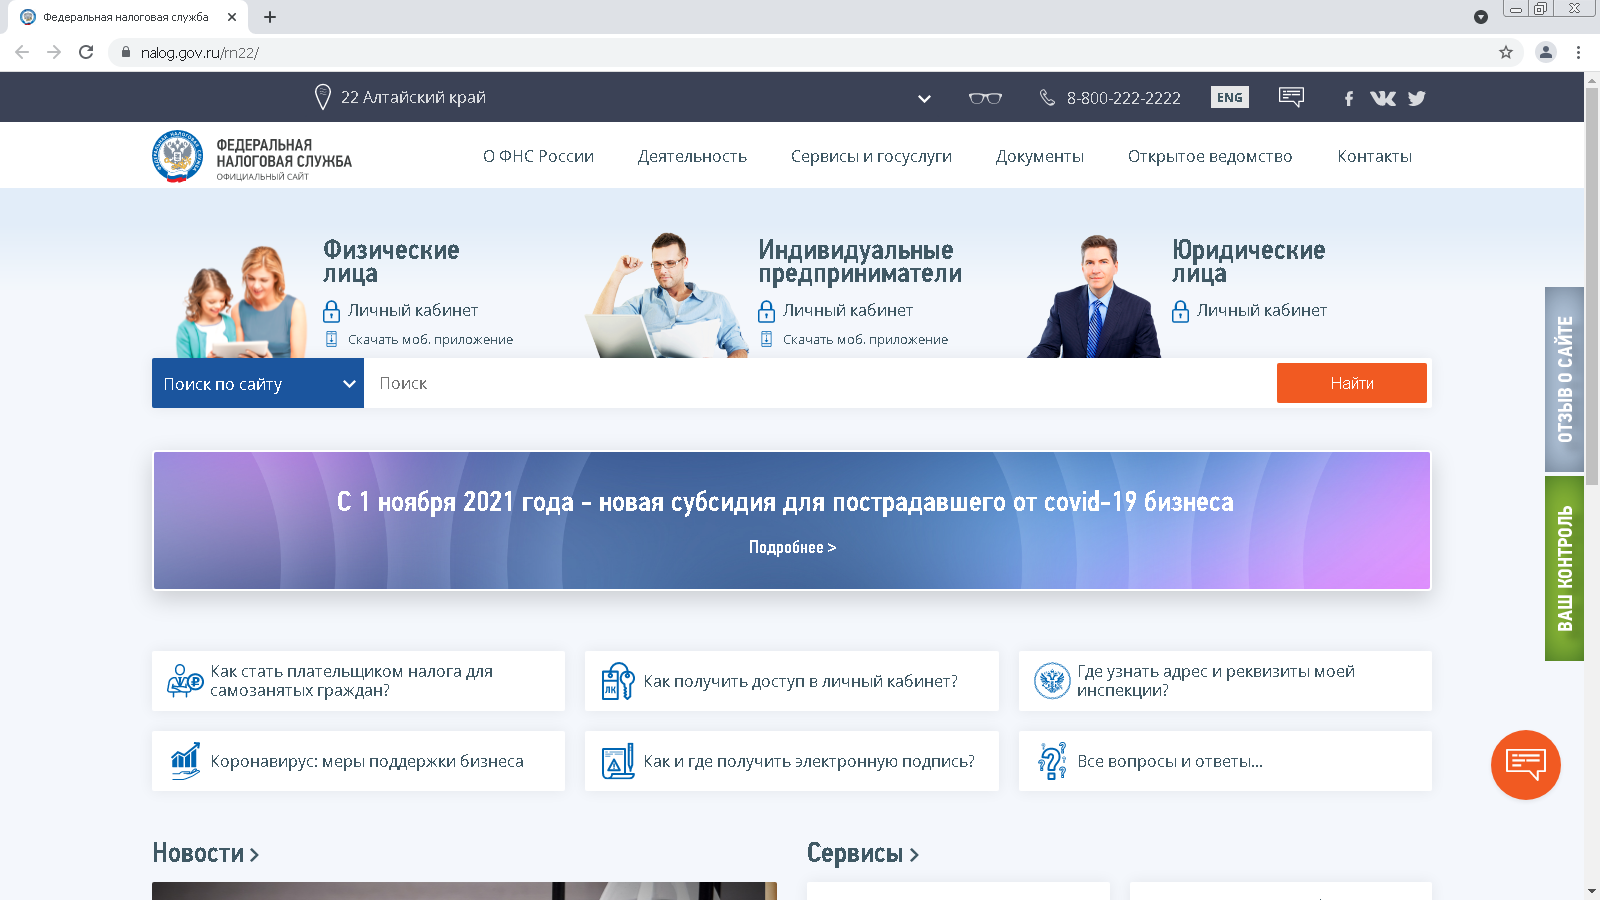 Федеральная налоговая служба
nalog.gov.ru/rn22/
22 Алтайский край
8-800-222-2222
ENG
ФЕДЕРАЛЬНАЯ
НАЛОГОВАЯ СЛУЖБА
ОФИЦИАЛЬНЫЙ САЙТ
О ФНС России
Деятельность
Сервисы и госуслуги
Документы
Открытое ведомство
Контакты
Физические
лица
Личный кабинет
Скачать моб. приложение
Индивидуальные
предприниматели
Личный кабинет
Скачать моб. приложение
Юридические
лица
Личный кабинет
Поиск по сайту
Поиск
Найти
ОТЗЫВ О САЙТЕ
ВАШ КОНТРОЛЬ
С 1 ноября 2021 года - новая субсидия для пострадавшего от covid-19 бизнеса
Подробнее >
Как стать плательщиком налога для
самозанятых граждан?
ЛК
Как получить доступ в личный кабинет?
Где узнать адрес и реквизиты моей
инспекции?
Коронавирус: меры поддержки бизнеса
Как и где получить электронную подпись?
Все вопросы и ответы...
Новости >
Сервисы >